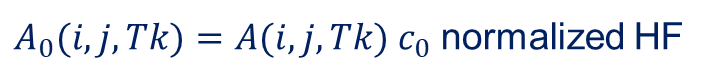 A₀(i,j,Tk) = A(i,j,Tk) c₀ normalized HF